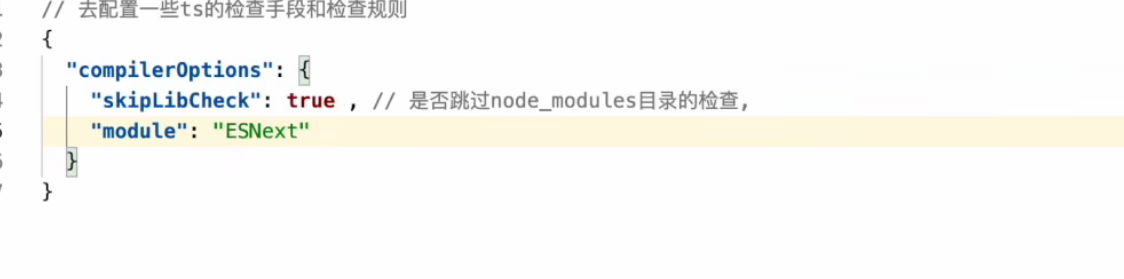 // 去配置一些ts的检查手段和检查规则
{
"compilerOptions": {
"skipLibCheck": true , // 是否跳过node_modules目录的检查,
"module": "ESNext"
}
}